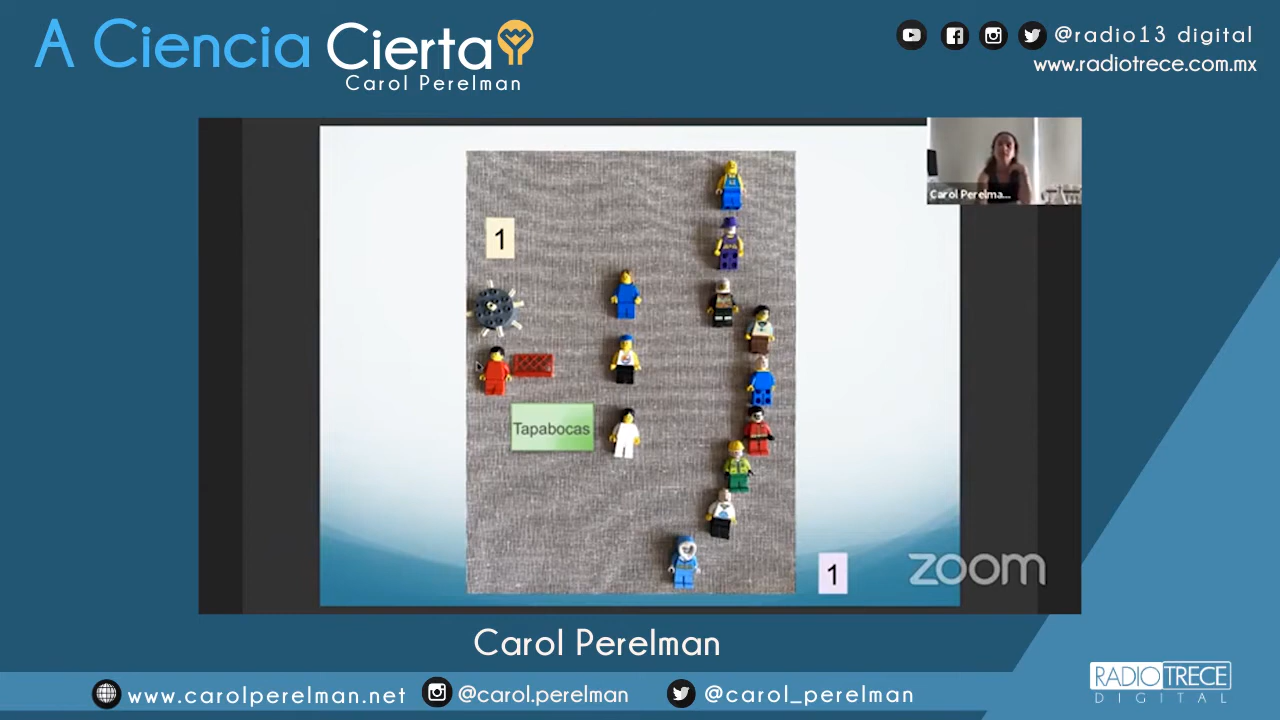 A Ciencia Cierta
Carol Perelman
@radio13 digital
www.radiotrece.com.mx
Carol Perelma...
1
Tapabocas
1
zoom
Carol Perelman
www.carolperelman.net
@carol.perelman
@carol_perelman
RADIO TRECE
DIGITAL